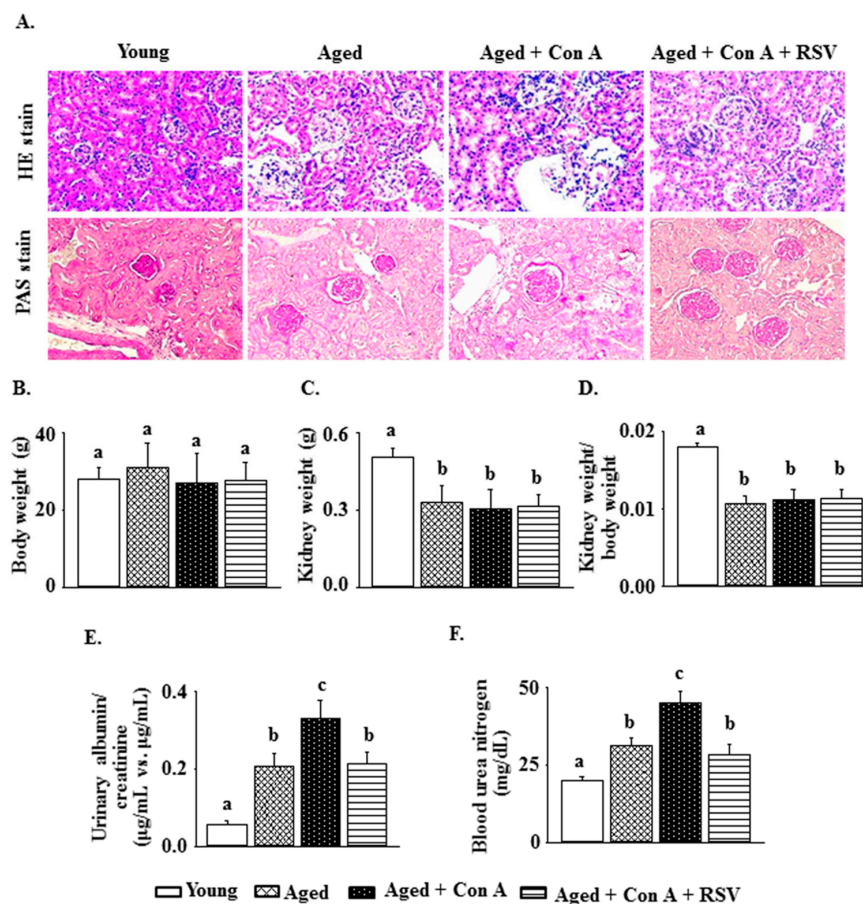 A.
Young Aged Aged + Con A Aged + Con A + RSV
HE stain
PAS stain
B. C. D.
Body weight (g)
40
20
0
a a a a
Kidney weight (g)
0.6
0.3
0.0
a b b b
Kidney weight/
body weight
0.02
0.01
0.00
a b b b
E. F.
Urinary albumin/
creatinine
(µg/mL vs. µg/mL)
0.4
0.2
0.0
a b c b
Blood urea nitrogen
(mg/dL)
50
25
0
a b c b
Young Aged Aged + Con A Aged + Con A + RSV